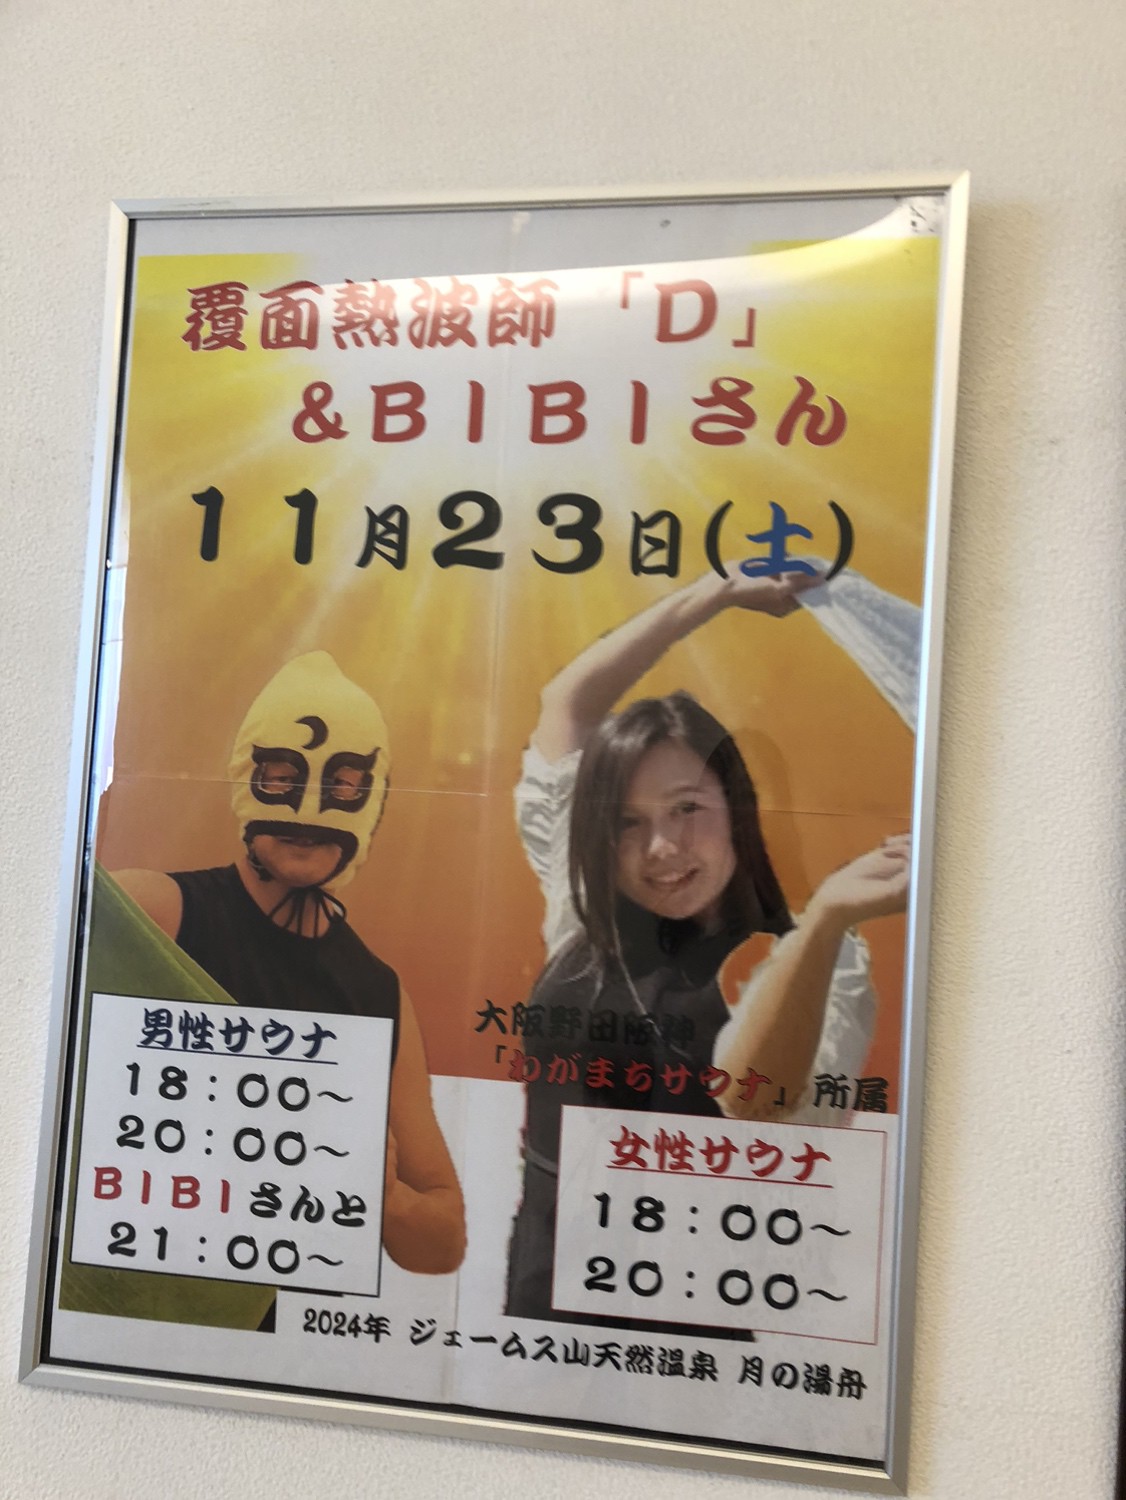 覆面熱波師「D」
&BIBIさん
11月23日(土)
大阪野田阪神
「わがまちサウナ」所属
男性サウナ
18:00～
20:00～
BIBIさんと
21:00～
女性サウナ
18:00～
20:00～
2024年 ジェームス山天然温泉 月の湯舟